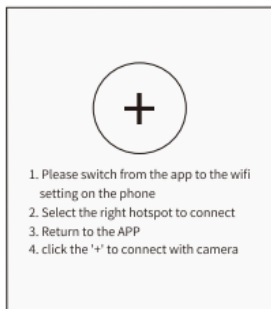 1. Please switch from the app to the wifi
setting on the phone
2. Select the right hotspot to connect
3. Return to the APP
4. click the '+' to connect with camera